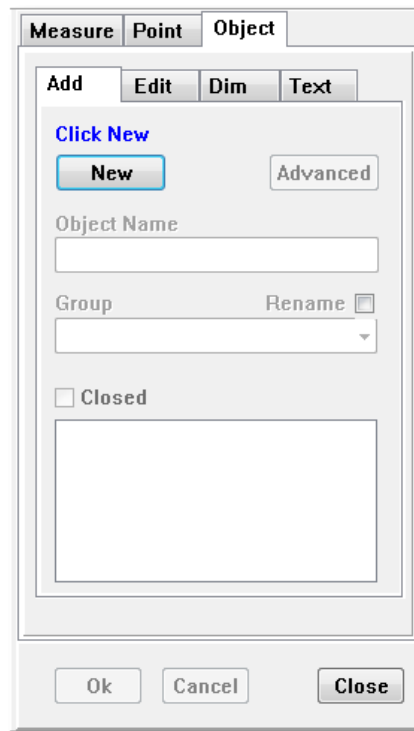 Measure Point Object
Add Edit Dim Text
Click New
New Advanced
Object Name
Group Rename
Closed
Ok Cancel Close